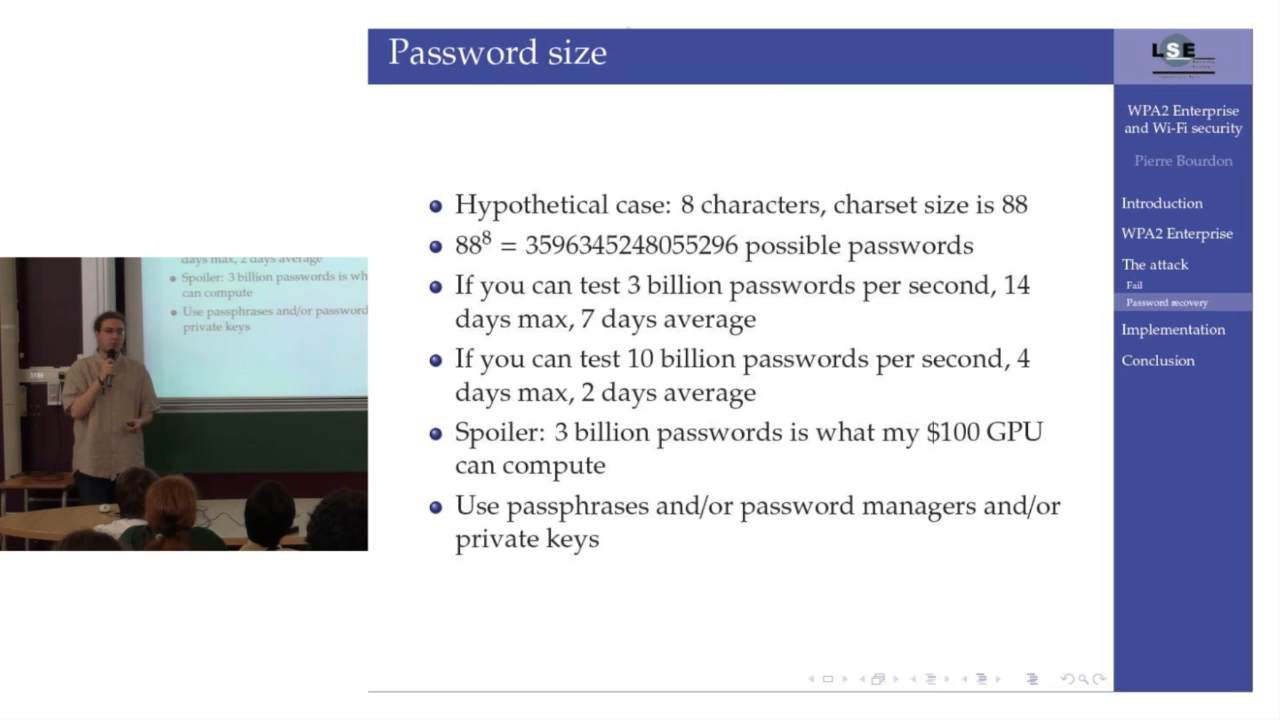 Password size
Hypothetical case: 8 characters, charset size is 88
88⁸ = 3596345248055296 possible passwords
If you can test 3 billion passwords per second, 14
days max, 7 days average
If you can test 10 billion passwords per second, 4
days max, 2 days average
Spoiler: 3 billion passwords is what my $100 GPU
can compute
Use passphrases and/or password managers and/or
private keys
LSE
WPA2 Enterprise
and Wi-Fi security
Pierre Bourdon
Introduction
WPA2 Enterprise
The attack
Fail
Password recovery
Implementation
Conclusion
days max, 2 days average
Spoiler: 3 billion passwords is wh
can compute
Use passphrases and/or password
private keys